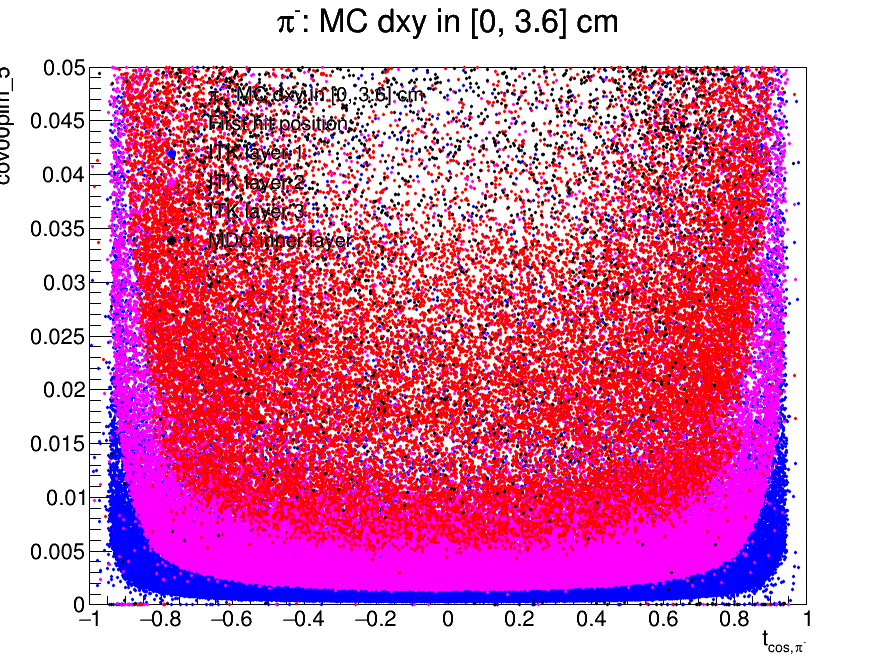 π⁻: MC dxy in [0, 3.6] cm
0.05
0.045
0.04
0.035
0.03
0.025
0.02
0.015
0.01
0.005
0
π⁻: MC dxy in [0, 3.6] cm
First hit position
ITK layer 1
ITK layer 2
ITK layer 3
MDC inner layer
−1 −0.8 −0.6 −0.4 −0.2 0 0.2 0.4 0.6 0.8 1
t_cos,π⁻